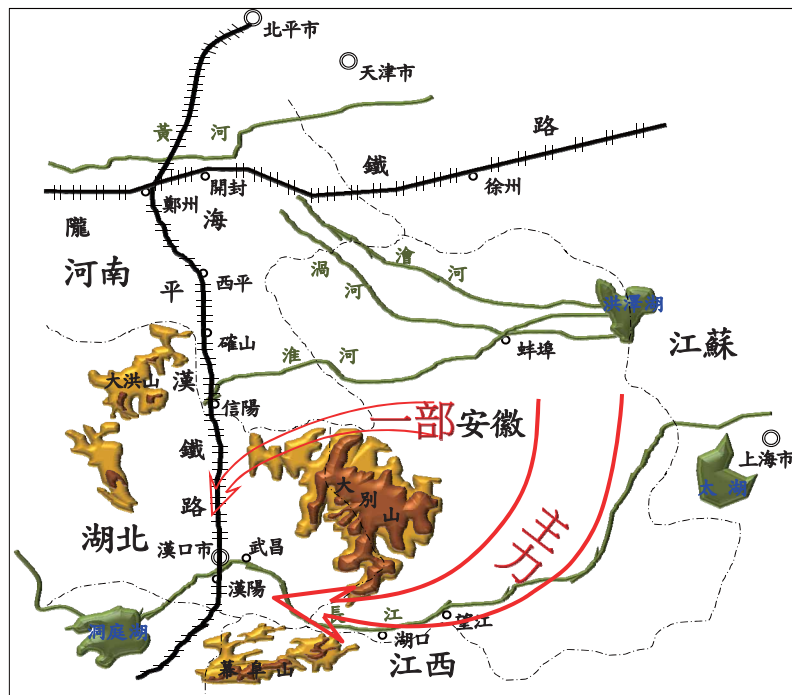 北平市
天津市
黃河
隴海鐵路
開封
鄭州
徐州
河南
平漢鐵路
西平
渦河
澮河
洪澤湖
確山
蚌埠
江蘇
淮河
大洪山
信陽
一部
安徽
上海市
太湖
大別山
主力
湖北
漢口市
武昌
漢陽
長江
望江
洞庭湖
湖口
幕阜山
江西